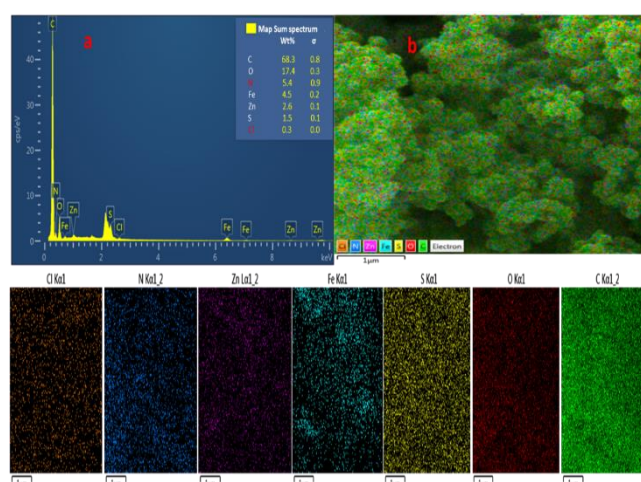 a
Map Sum spectrum
Wt% σ
C 68.3 0.8
O 17.4 0.3
N 5.4 0.9
Fe 4.5 0.2
Zn 2.6 0.1
S 1.5 0.1
Cl 0.3 0.0
cps/eV
40
30
20
10
0
C
N
O
Fe
Zn
S
Cl
Fe
Fe
Zn
Zn
0 2 4 6 8 keV
b
Cl N Zn Fe S O C Electron
1µm
Cl Kα1 N Kα1_2 Zn Lα1_2 Fe Kα1 S Kα1 O Kα1 C Kα1_2